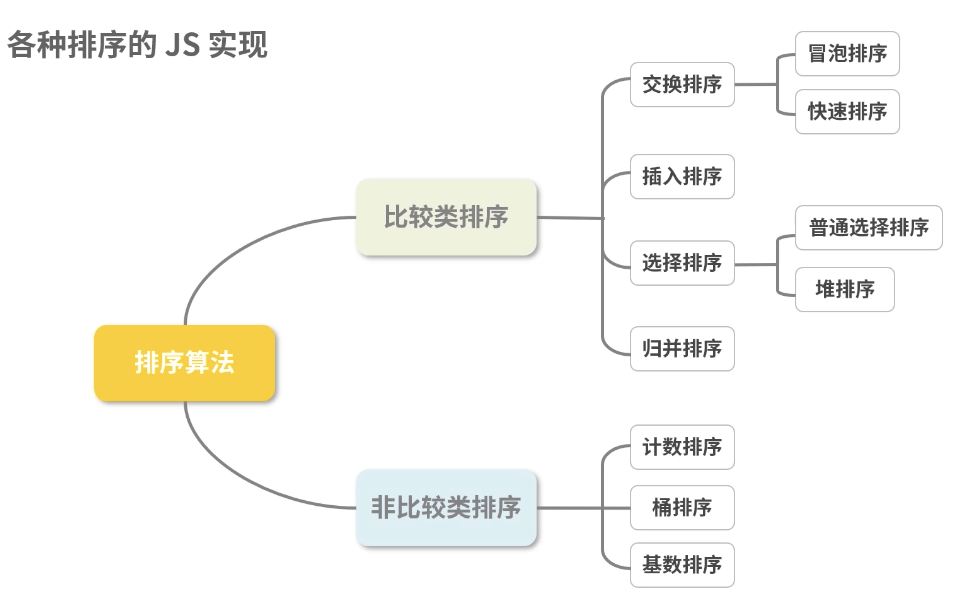 各种排序的 JS 实现
排序算法
比较类排序
交换排序
冒泡排序
快速排序
插入排序
选择排序
普通选择排序
堆排序
归并排序
非比较类排序
计数排序
桶排序
基数排序